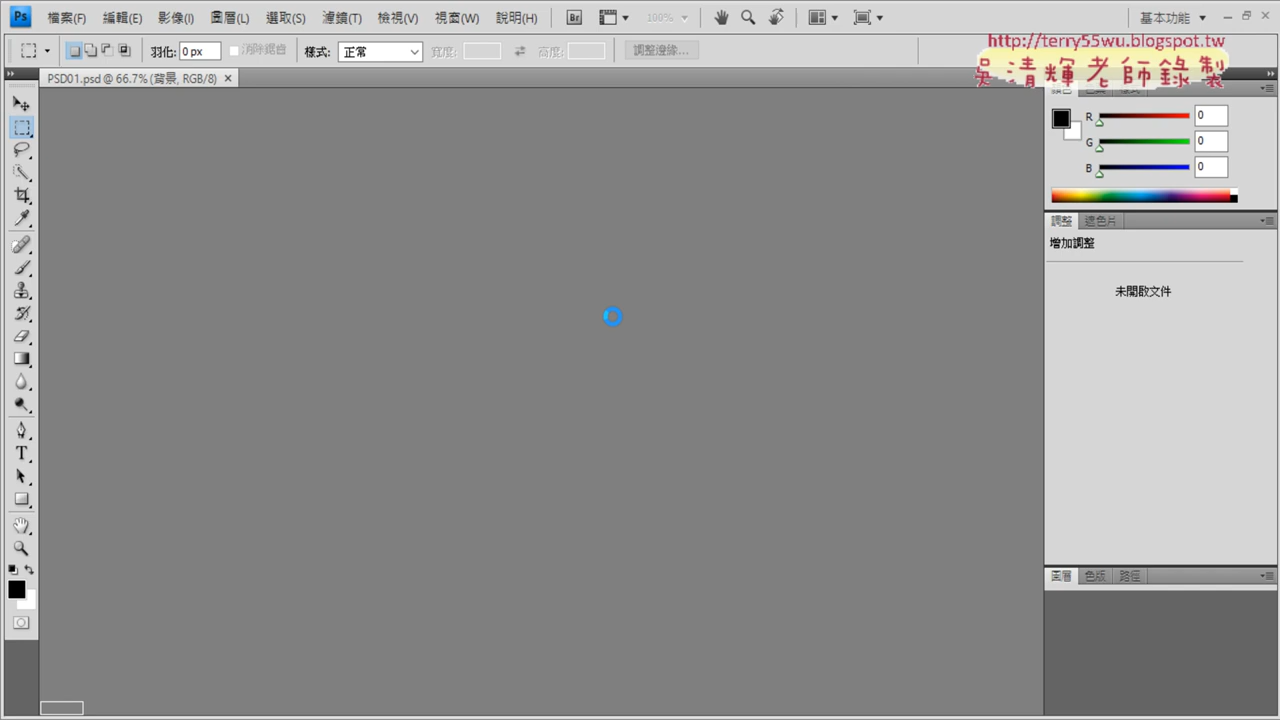 Ps 檔案(F) 編輯(E) 影像(I) 圖層(L) 選取(S) 濾鏡(T) 檢視(V) 視窗(W) 說明(H) Br 100% 基本功能
羽化: 0 px 消除鋸齒 樣式: 正常 寬度: 高度: 調整邊緣...
http://terry55wu.blogspot.tw
吳清輝老師錄製
PSD01.psd @ 66.7% (背景, RGB/8)
R 0
G 0
B 0
調整
增加調整
未開啟文件
T
圖層 色版 路徑